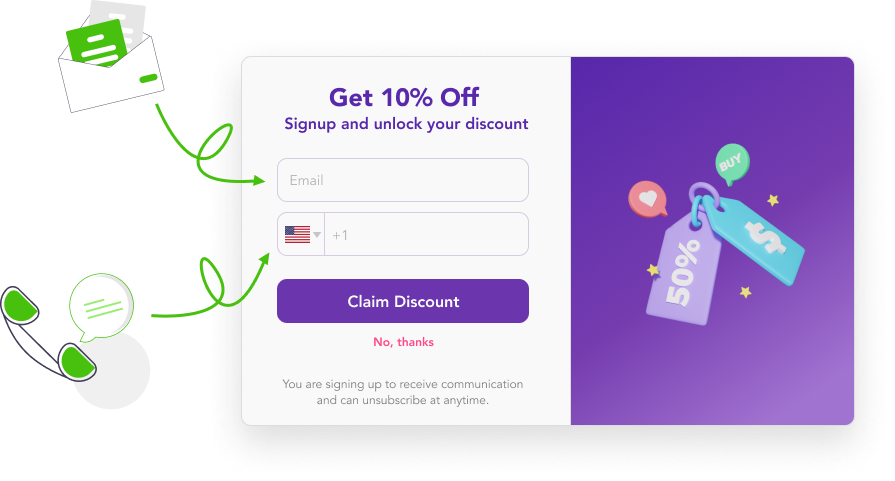 Get 10% Off
Signup and unlock your discount
Email
+1
Claim Discount
No, thanks
You are signing up to receive communication
and can unsubscribe at anytime.
BUY
$
50%